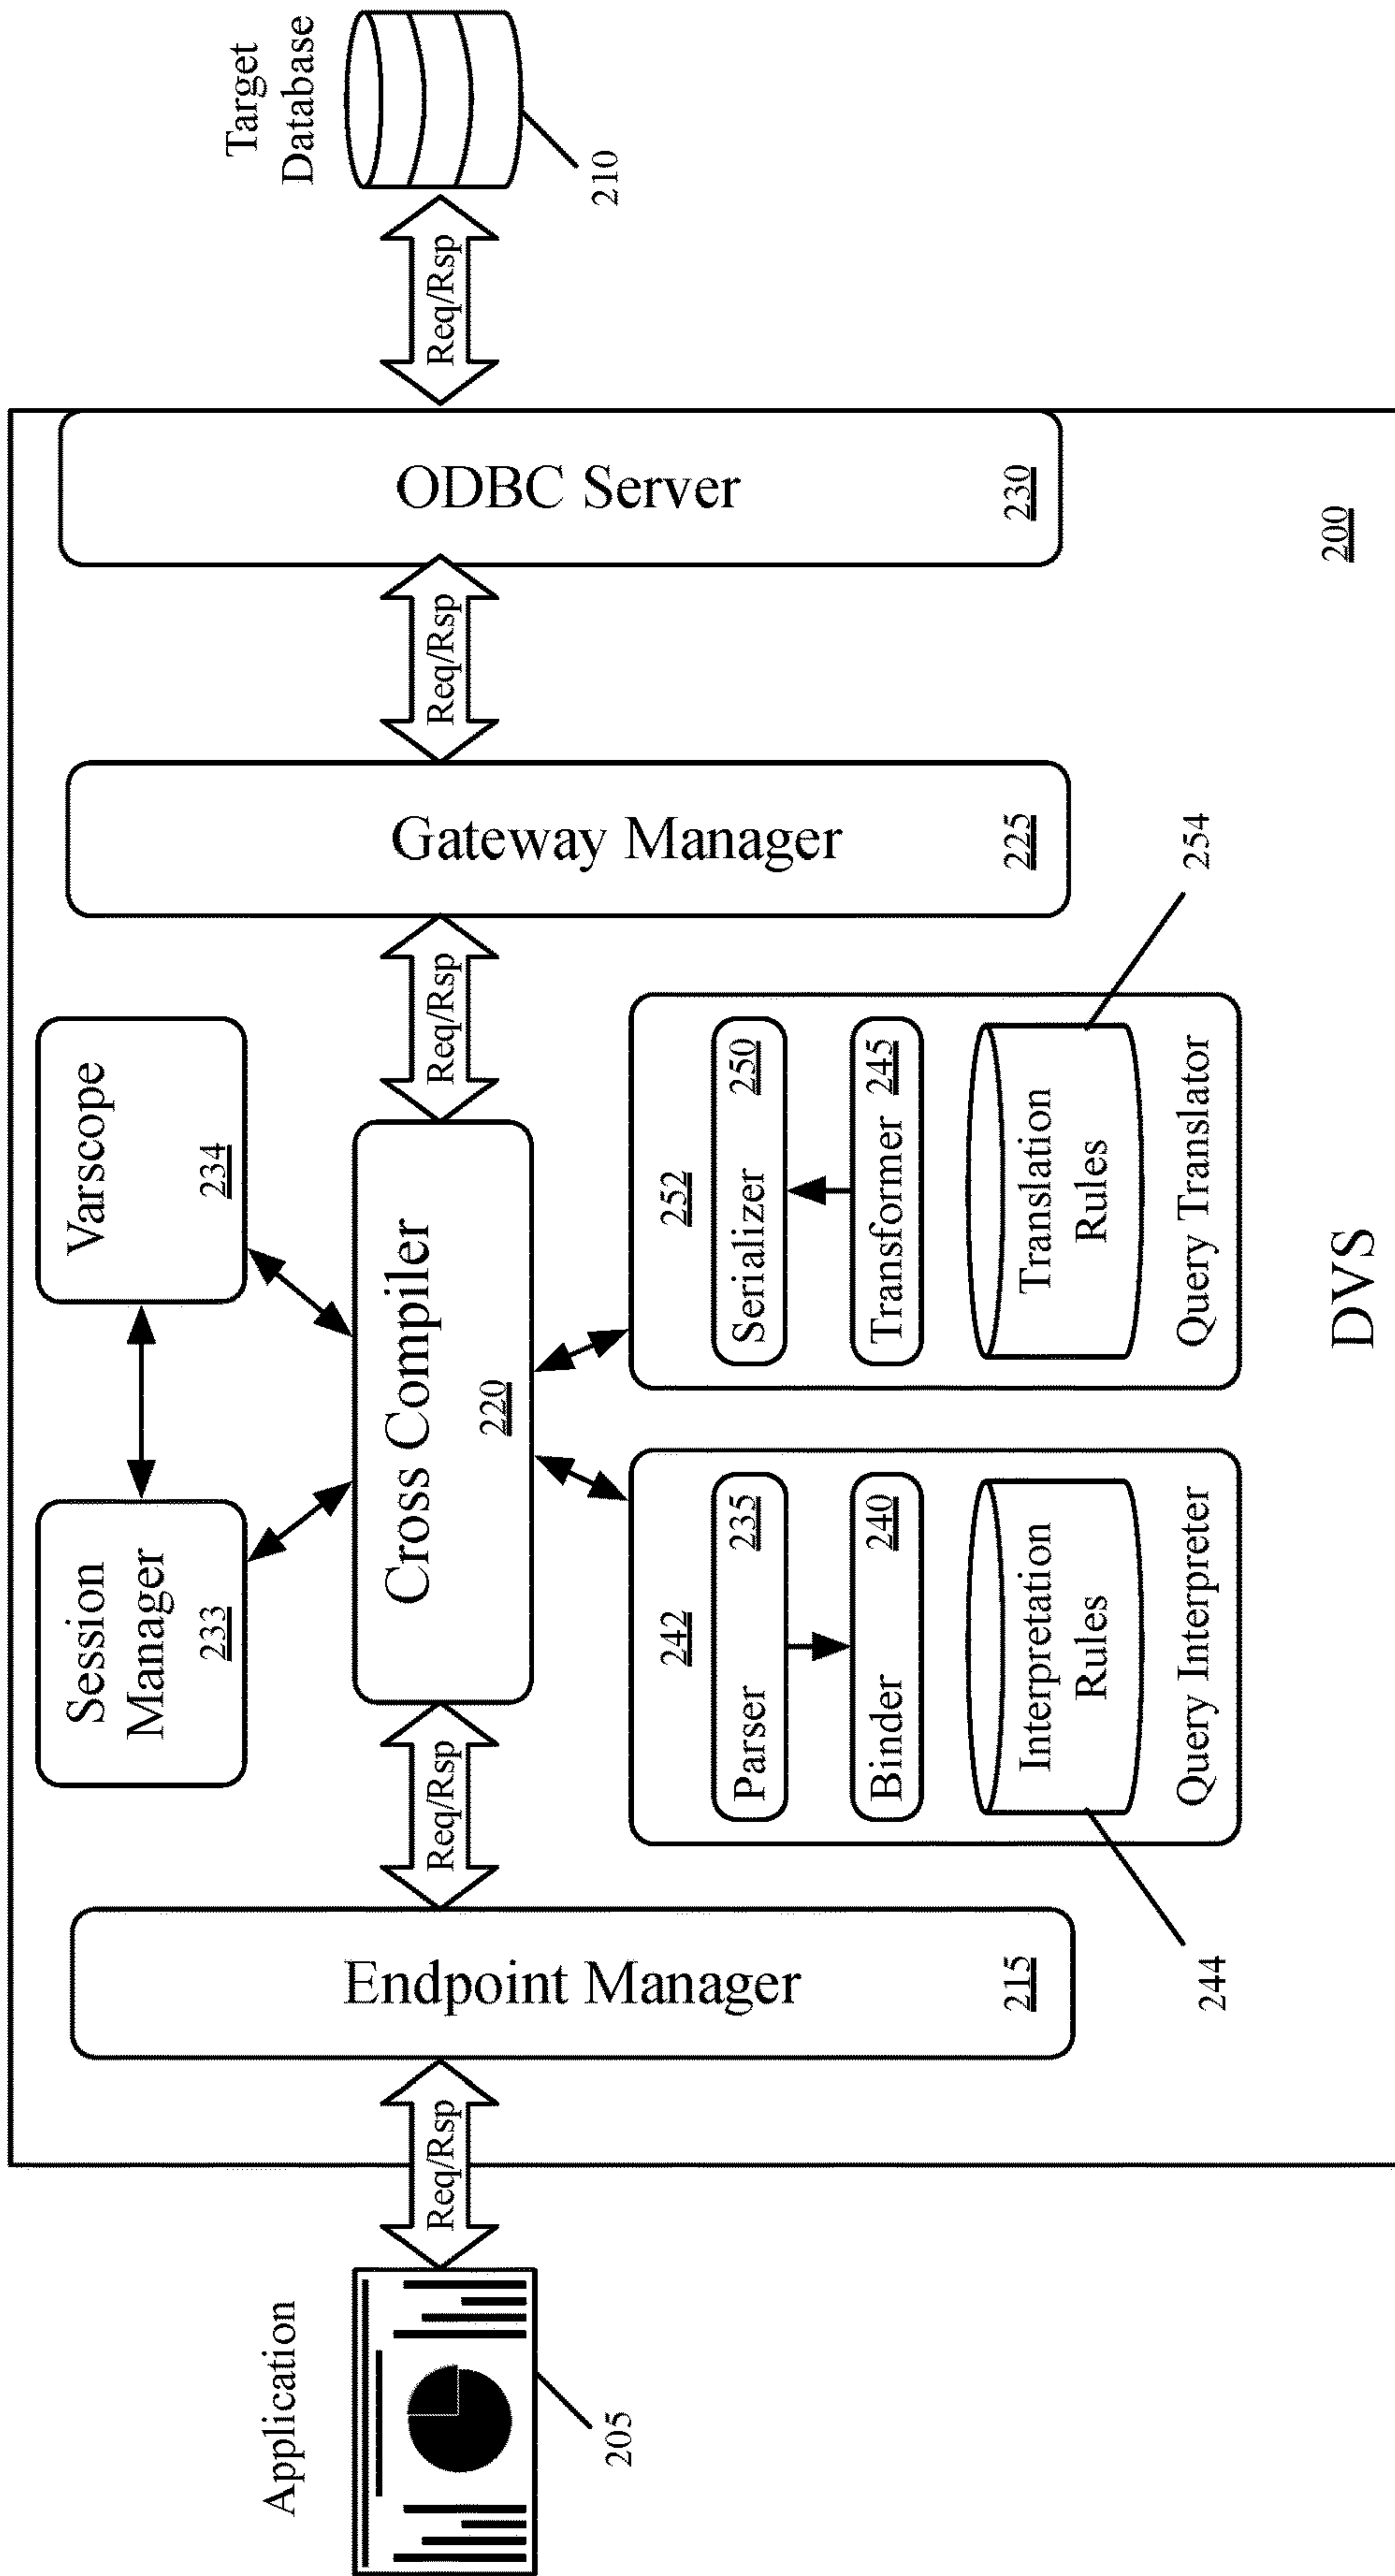 Application
205
Req/Rsp
Endpoint Manager
215
Req/Rsp
Session
Manager
233
Varscope
234
Cross Compiler
220
242
Parser 235
Binder 240
Interpretation
Rules
Query Interpreter
244
252
Serializer 250
Transformer 245
Translation
Rules
Query Translator
254
Req/Rsp
Gateway Manager
225
Req/Rsp
ODBC Server
230
Req/Rsp
Target
Database
210
DVS
200